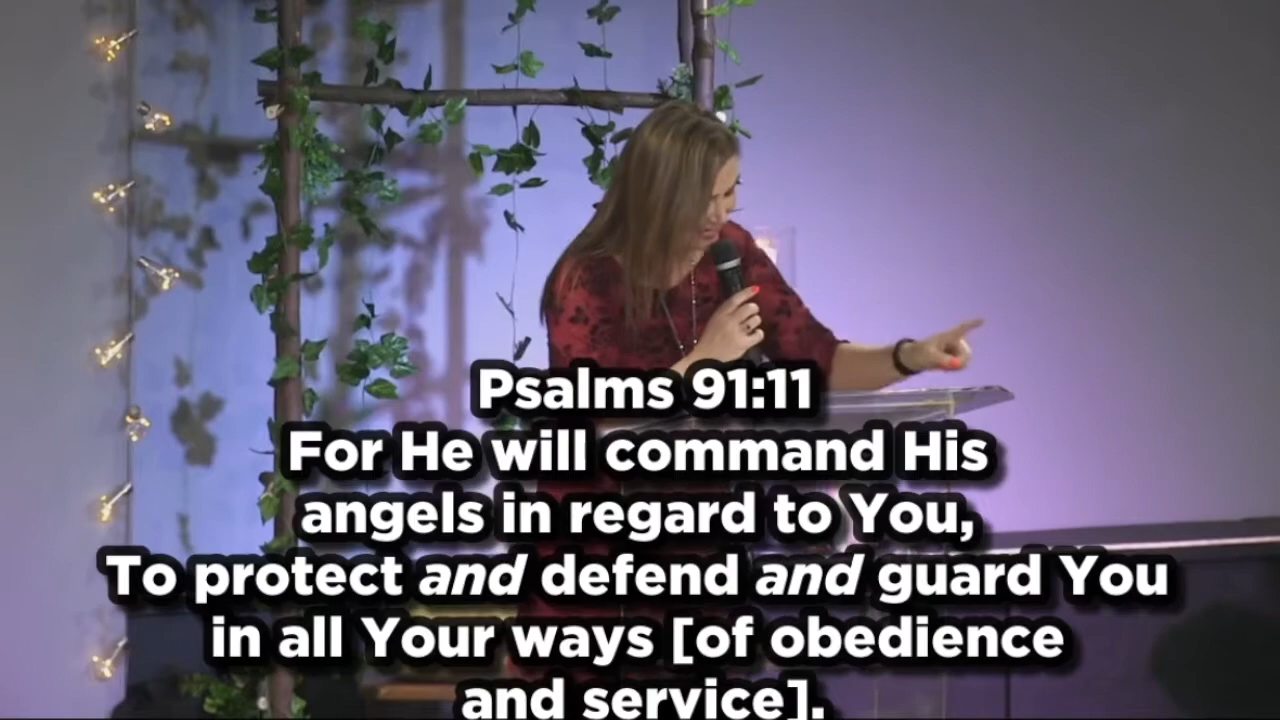 Psalms 91:11
For He will command His
angels in regard to You,
To protect and defend and guard You
in all Your ways [of obedience
and service].